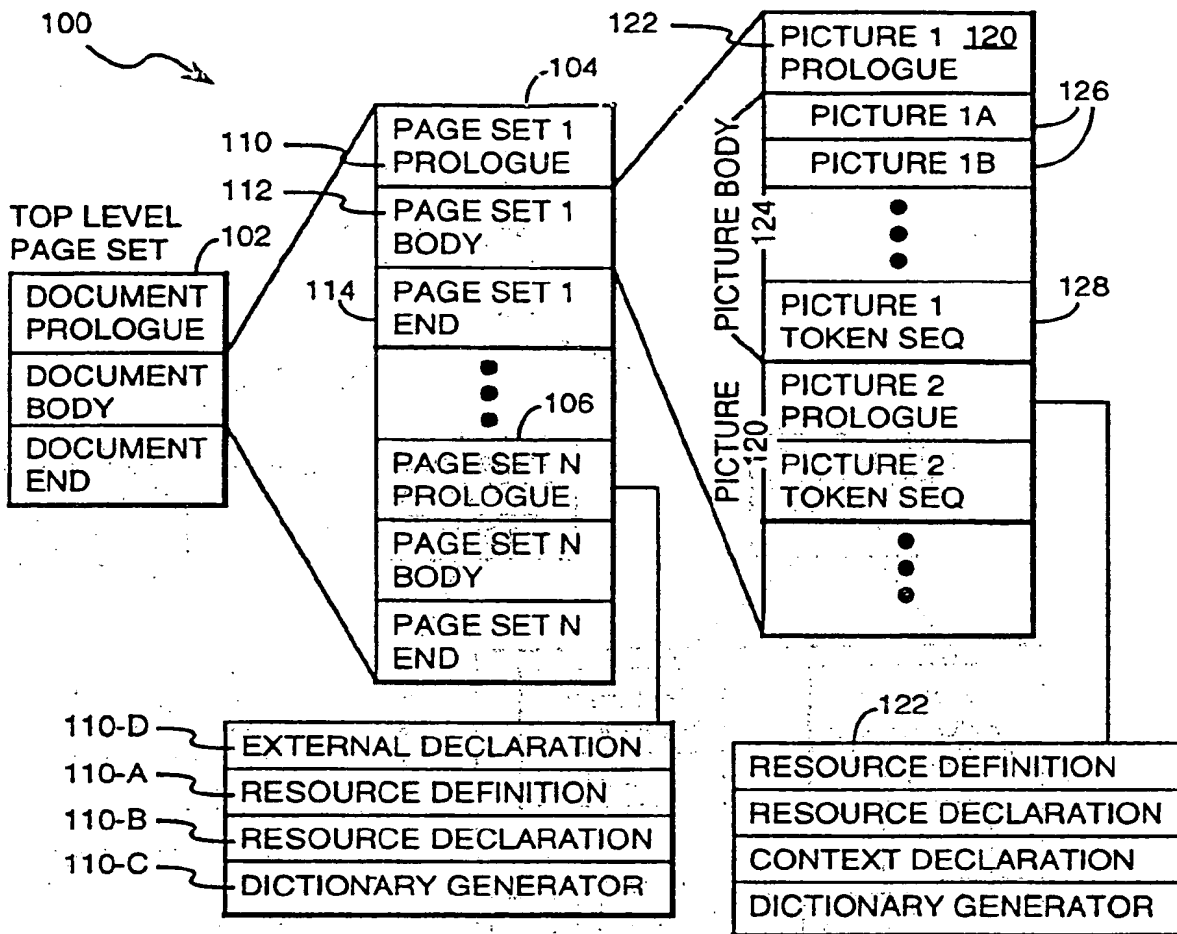 100
TOP LEVEL
PAGE SET
102
DOCUMENT
PROLOGUE
DOCUMENT
BODY
DOCUMENT
END
104
110
PAGE SET 1
PROLOGUE
112
PAGE SET 1
BODY
114
PAGE SET 1
END
106
PAGE SET N
PROLOGUE
PAGE SET N
BODY
PAGE SET N
END
122
PICTURE 1 120
PROLOGUE
PICTURE BODY
124
PICTURE 1A
126
PICTURE 1B
PICTURE 1
TOKEN SEQ
128
PICTURE
120
PICTURE 2
PROLOGUE
PICTURE 2
TOKEN SEQ
110-D
EXTERNAL DECLARATION
110-A
RESOURCE DEFINITION
110-B
RESOURCE DECLARATION
110-C
DICTIONARY GENERATOR
122
RESOURCE DEFINITION
RESOURCE DECLARATION
CONTEXT DECLARATION
DICTIONARY GENERATOR